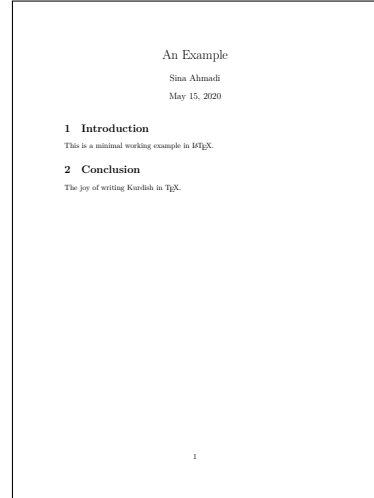 An Example
Sina Ahmadi
May 15, 2020
1 Introduction
This is a minimal working example in LATEX.
2 Conclusion
The joy of writing Kurdish in TEX.
1